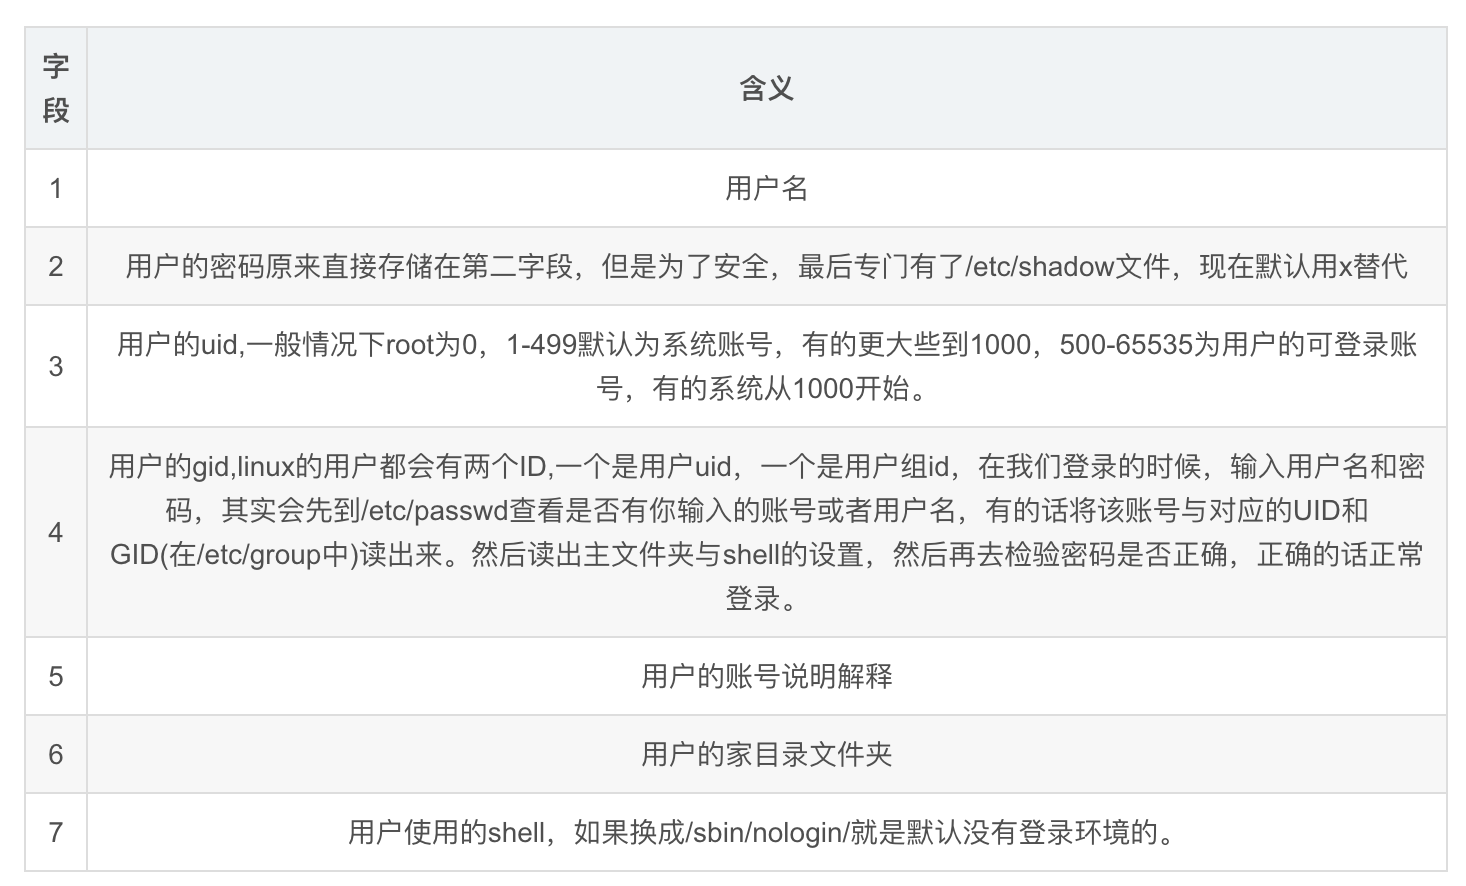 字
段
含义
1
用户名
2
用户的密码原来直接存储在第二字段，但是为了安全，最后专门有了/etc/shadow文件，现在默认用x替代
3
用户的uid,一般情况下root为0，1-499默认为系统账号，有的更大些到1000，500-65535为用户的可登录账
号，有的系统从1000开始。
4
用户的gid,linux的用户都会有两个ID,一个是用户uid，一个是用户组id，在我们登录的时候，输入用户名和密
码，其实会先到/etc/passwd查看是否有你输入的账号或者用户名，有的话将该账号与对应的UID和
GID(在/etc/group中)读出来。然后读出主文件夹与shell的设置，然后再去检验密码是否正确，正确的话正常
登录。
5
用户的账号说明解释
6
用户的家目录文件夹
7
用户使用的shell，如果换成/sbin/nologin/就是默认没有登录环境的。